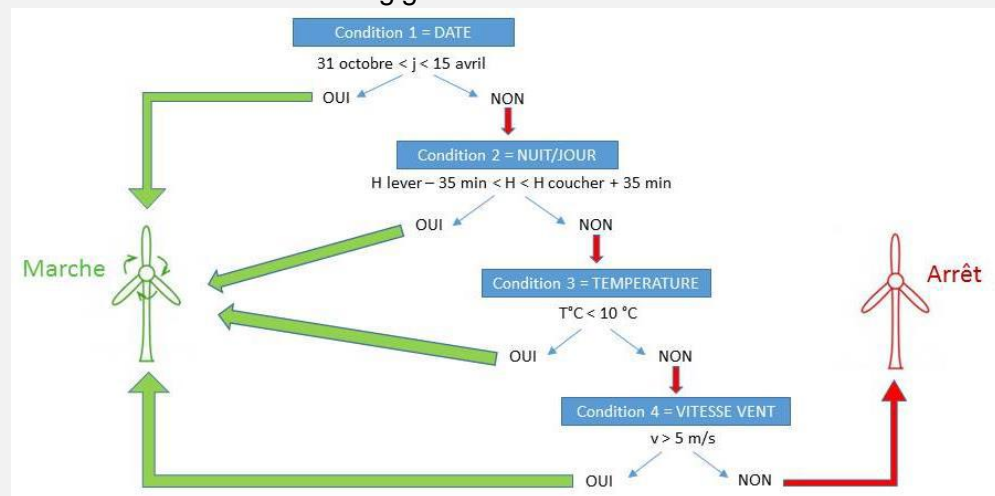 Condition 1 = DATE
31 octobre < j < 15 avril
OUI
NON
Condition 2 = NUIT/JOUR
H lever – 35 min < H < H coucher + 35 min
OUI
NON
Marche
Arrêt
Condition 3 = TEMPERATURE
T°C < 10 °C
OUI
NON
Condition 4 = VITESSE VENT
v > 5 m/s
OUI
NON